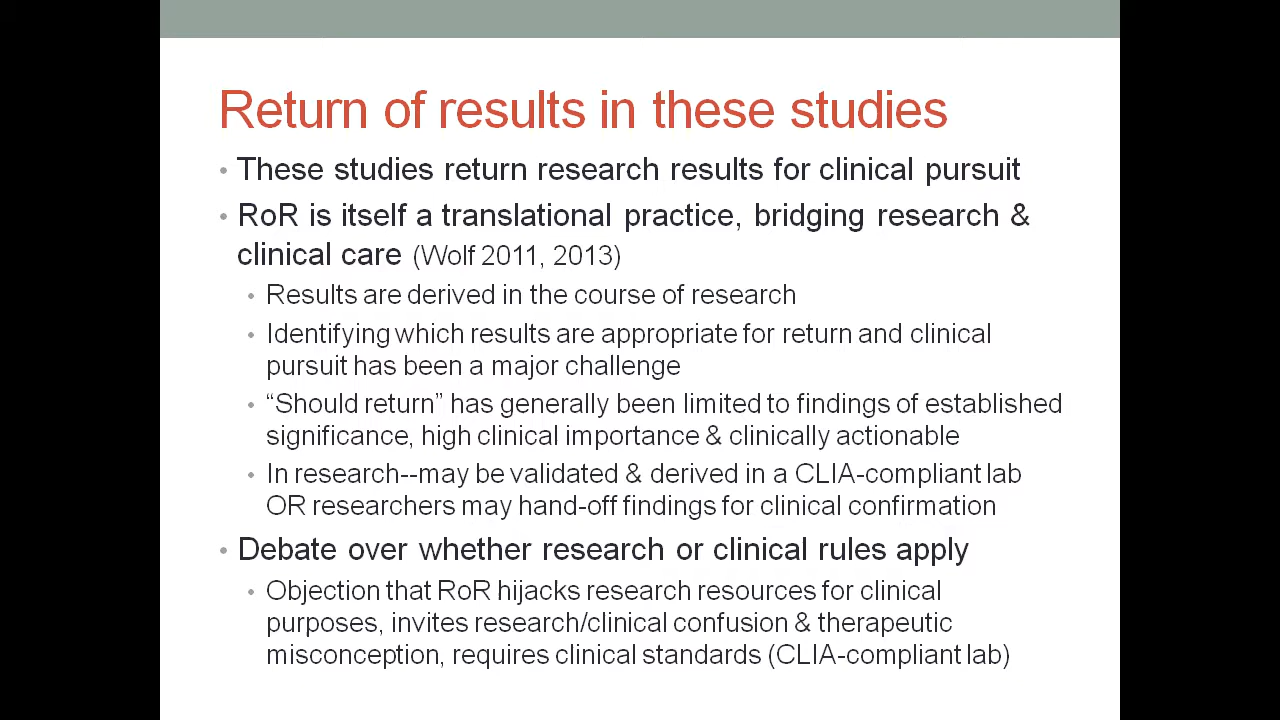 Return of results in these studies
• These studies return research results for clinical pursuit
• RoR is itself a translational practice, bridging research &
clinical care (Wolf 2011, 2013)
• Results are derived in the course of research
• Identifying which results are appropriate for return and clinical
pursuit has been a major challenge
• “Should return” has generally been limited to findings of established
significance, high clinical importance & clinically actionable
• In research--may be validated & derived in a CLIA-compliant lab
OR researchers may hand-off findings for clinical confirmation
• Debate over whether research or clinical rules apply
• Objection that RoR hijacks research resources for clinical
purposes, invites research/clinical confusion & therapeutic
misconception, requires clinical standards (CLIA-compliant lab)